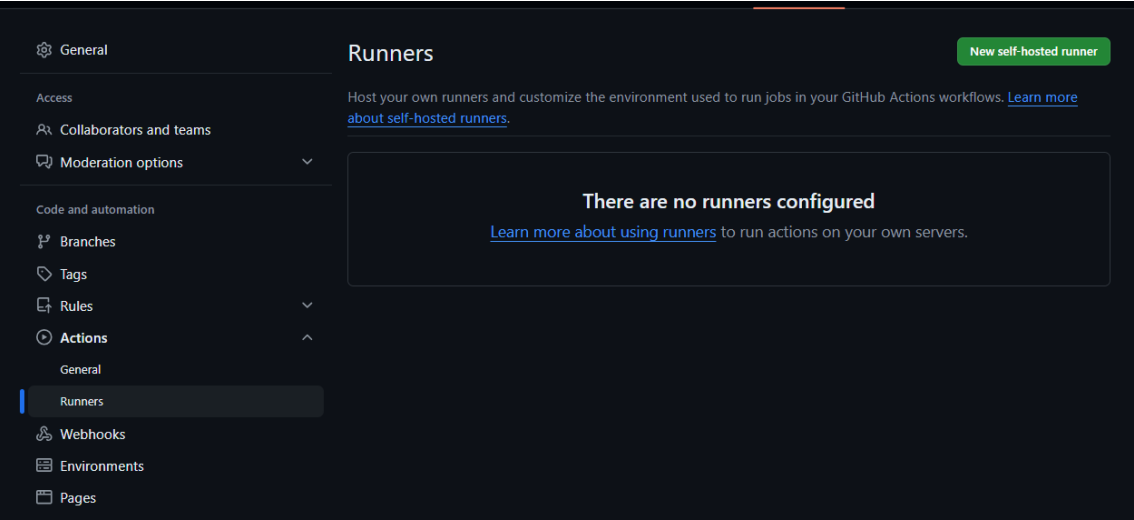 General
Access
Collaborators and teams
Moderation options
Code and automation
Branches
Tags
Rules
Actions
General
Runners
Webhooks
Environments
Pages
Runners
New self-hosted runner
Host your own runners and customize the environment used to run jobs in your GitHub Actions workflows. Learn more
about self-hosted runners.
There are no runners configured
Learn more about using runners to run actions on your own servers.